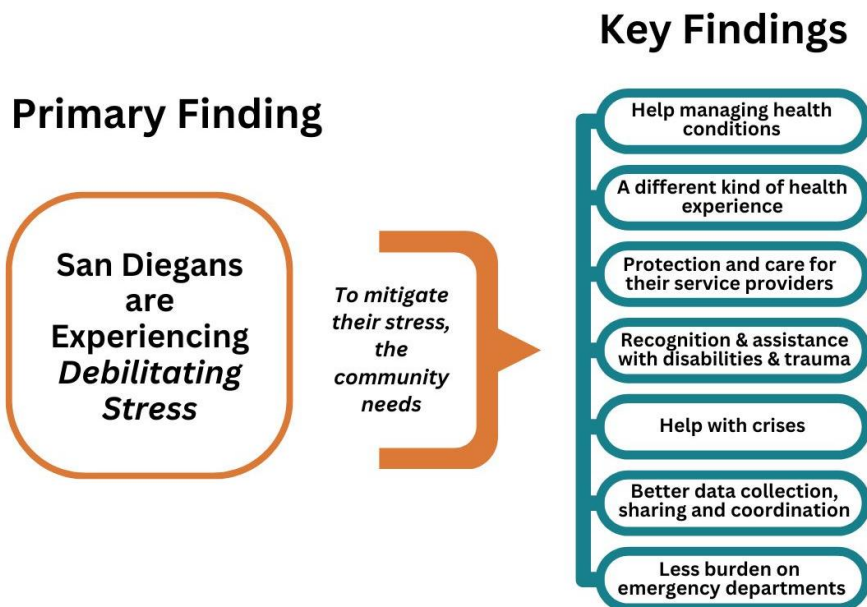 Primary Finding
San Diegans
are
Experiencing
Debilitating
Stress
To mitigate
their stress,
the
community
needs
Key Findings
Help managing health
conditions
A different kind of health
experience
Protection and care for
their service providers
Recognition & assistance
with disabilities & trauma
Help with crises
Better data collection,
sharing and coordination
Less burden on
emergency departments